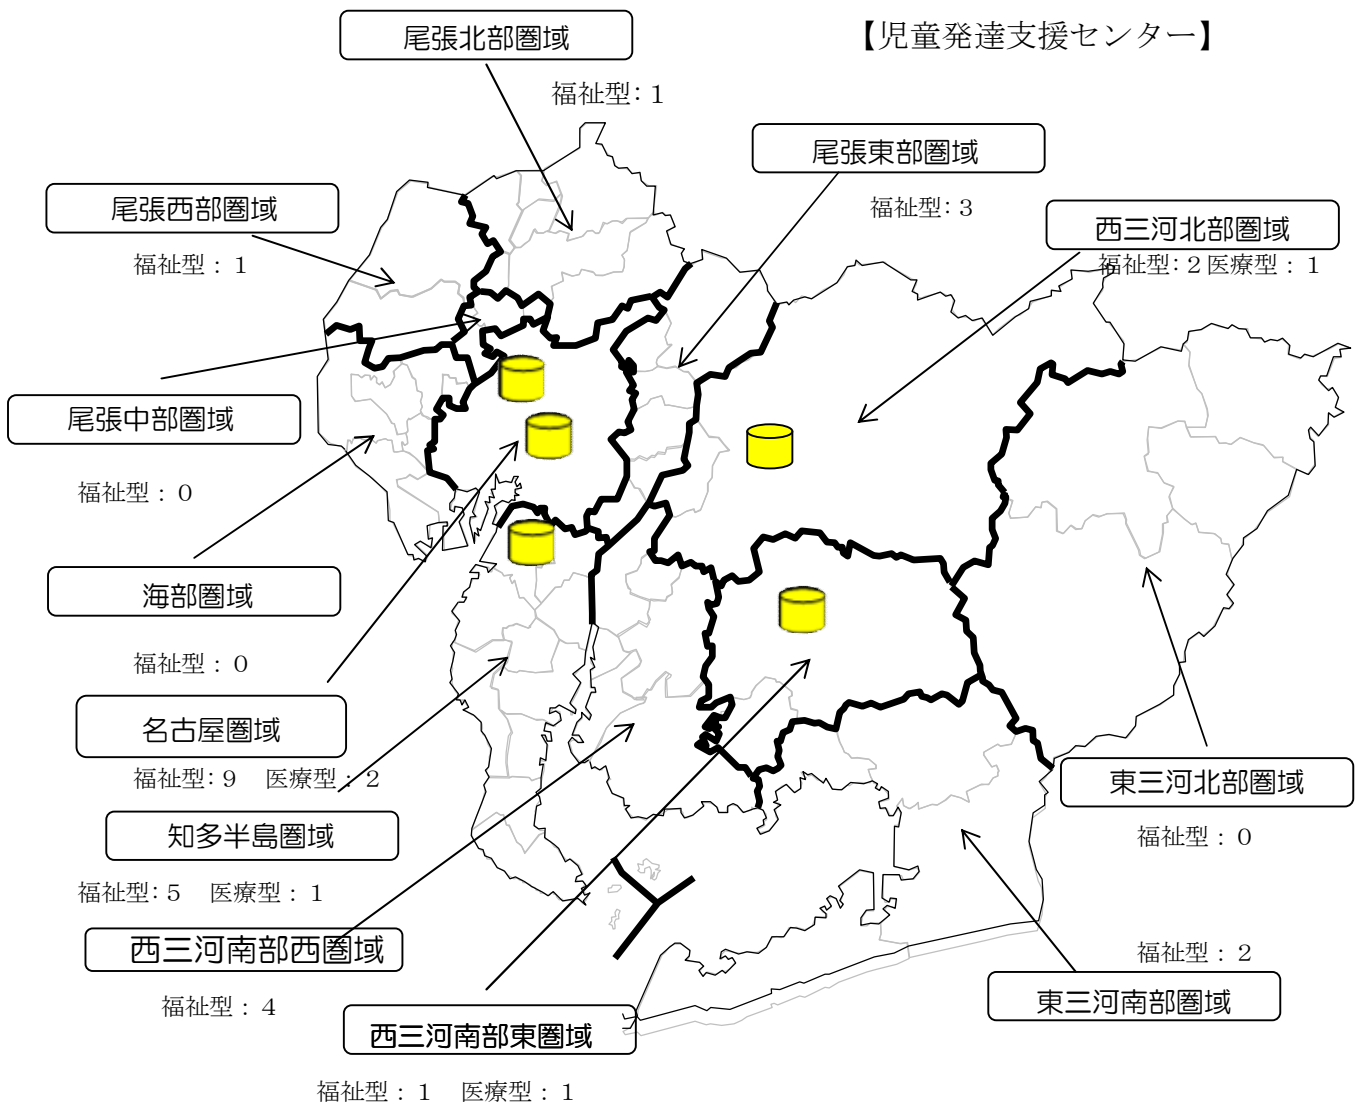 【児童発達支援センター】
尾張北部圏域
福祉型：１
尾張東部圏域
福祉型：３
尾張西部圏域
福祉型：１
西三河北部圏域
福祉型：２ 医療型：１
尾張中部圏域
福祉型：０
海部圏域
福祉型：０
名古屋圏域
福祉型：９　医療型：２
知多半島圏域
福祉型：５　医療型：１
西三河南部西圏域
福祉型：４
西三河南部東圏域
福祉型：１　医療型：１
東三河北部圏域
福祉型：０
福祉型：２
東三河南部圏域